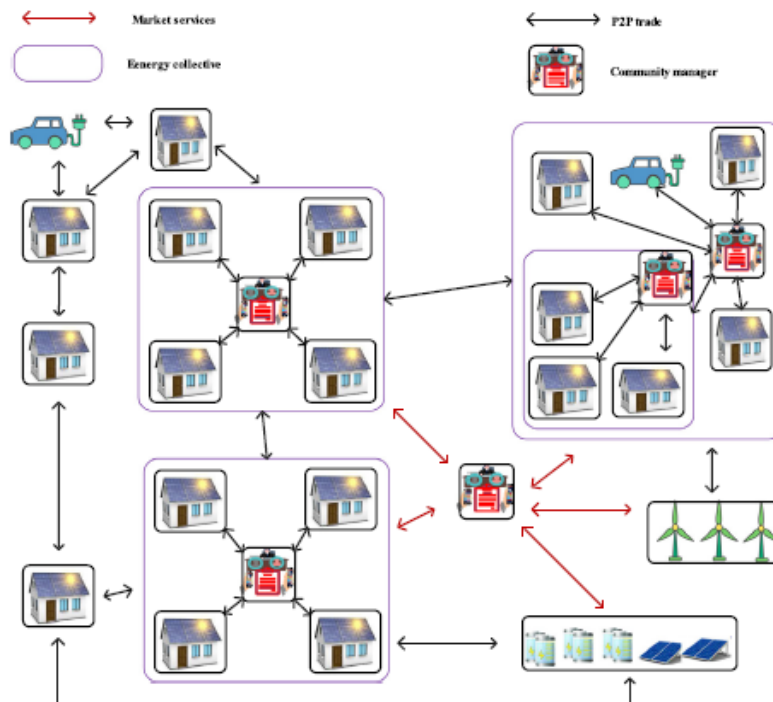 Market services
P2P trade
Eenergy collective
Community manager